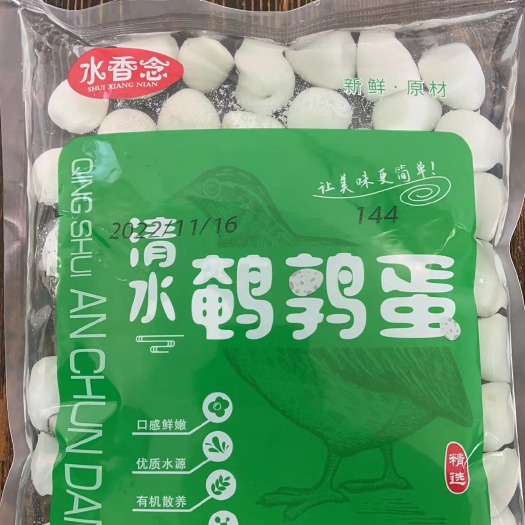 水香念
SHUI XIANG NIAN
新鲜·原材
让美味更简单!
2022/11/16
144
清水
鹌鹑蛋
QING SHUI AN CHUN DAN
口感鲜嫩
优质水源
有机散养
精选